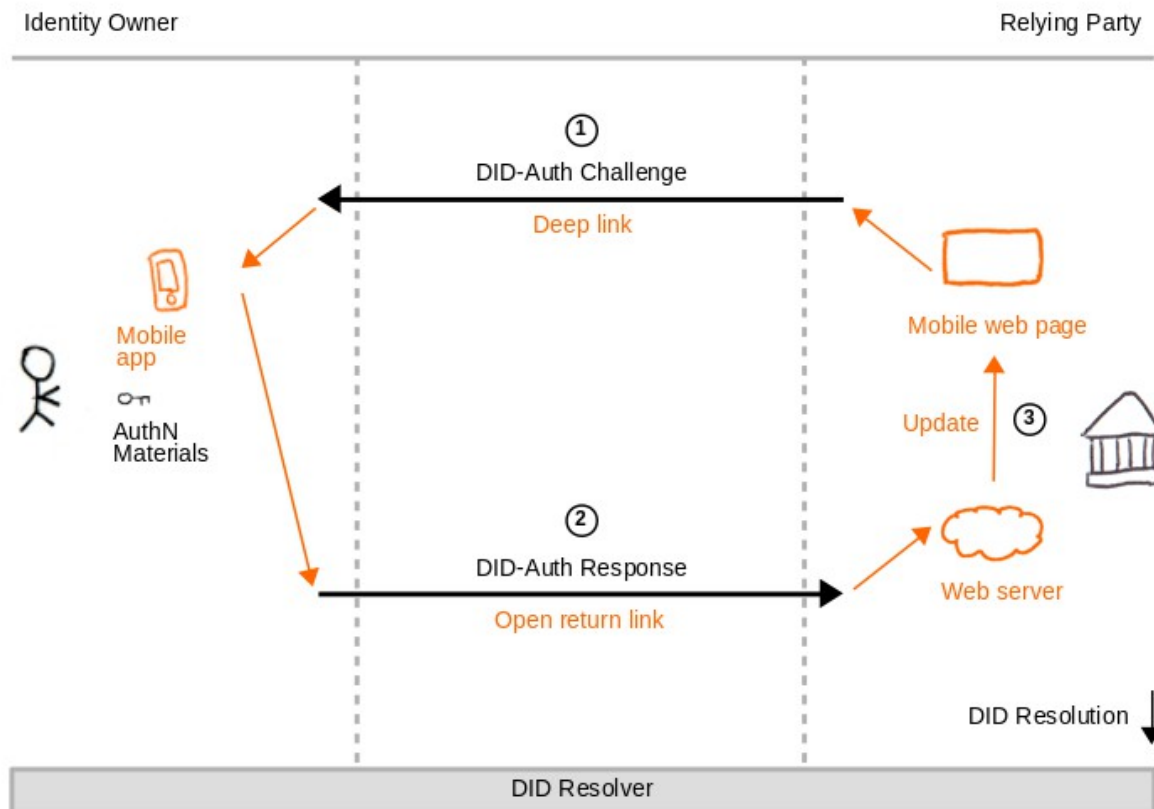 Identity Owner
Relying Party
1
DID-Auth Challenge
Deep link
Mobile
app
AuthN
Materials
Mobile web page
Update
3
2
DID-Auth Response
Open return link
Web server
DID Resolution
DID Resolver